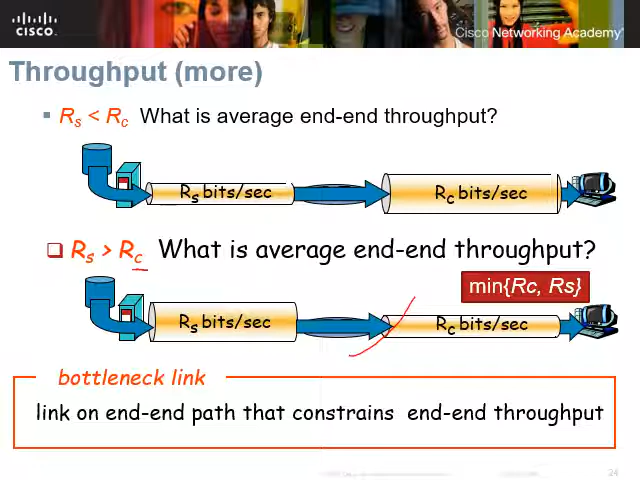 CISCO
Cisco Networking Academy
Throughput (more)
Rs < Rc What is average end-end throughput?
Rs bits/sec
Rc bits/sec
Rs > Rc What is average end-end throughput?
min{Rc, Rs}
Rs bits/sec
Rc bits/sec
bottleneck link
link on end-end path that constrains end-end throughput
24